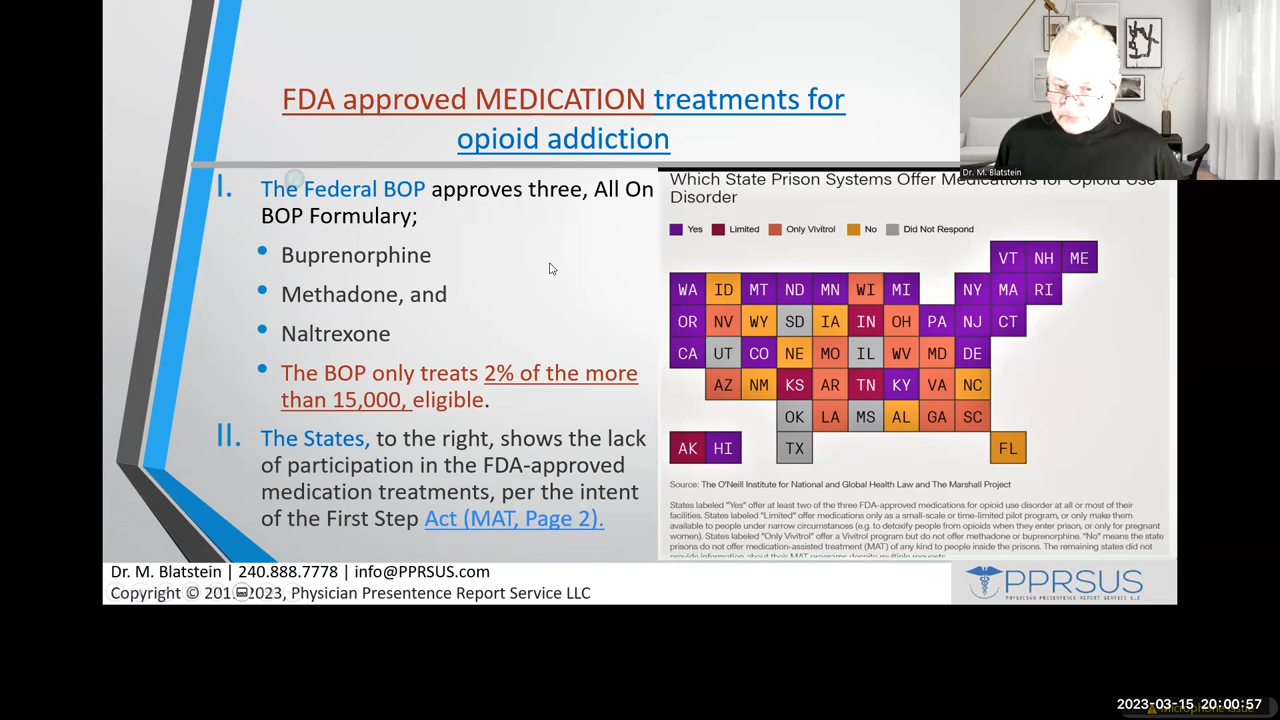 FDA approved MEDICATION treatments for
opioid addiction
I. The Federal BOP approves three, All On
BOP Formulary;
• Buprenorphine
• Methadone, and
• Naltrexone
• The BOP only treats 2% of the more
than 15,000, eligible.
II. The States, to the right, shows the lack
of participation in the FDA-approved
medication treatments, per the intent
of the First Step Act (MAT, Page 2).
Dr. M. Blatstein
Which State Prison Systems Offer Medications for Opioid Use
Disorder
Yes Limited Only Vivitrol No Did Not Respond
VT NH ME
WA ID MT ND MN WI MI NY MA RI
OR NV WY SD IA IN OH PA NJ CT
CA UT CO NE MO IL WV MD DE
AZ NM KS AR TN KY VA NC
OK LA MS AL GA SC
AK HI TX FL
Source: The O'Neill Institute for National and Global Health Law and The Marshall Project
States labeled "Yes" offer at least two of the three FDA-approved medications for opioid use disorder at all or most of their
facilities. States labeled "Limited" offer medications only as a small-scale or time-limited pilot program, or only make them
available to people under narrow circumstances (e.g. to detoxify people from opioids when they enter prison, or only for pregnant
women). States labeled "Only Vivitrol" offer a Vivitrol program but do not offer methadone or buprenorphine. "No" means the state
prisons do not offer medication-assisted treatment (MAT) of any kind to people inside the prisons. The remaining states did not
provide information about their MAT programs despite multiple requests.
Dr. M. Blatstein | 240.888.7778 | info@PPRSUS.com
Copyright © 2023, Physician Presentence Report Service LLC
PPRSUS
PHYSICIAN PRESENTENCE REPORT SERVICE LLC
2023-03-15 20:00:57